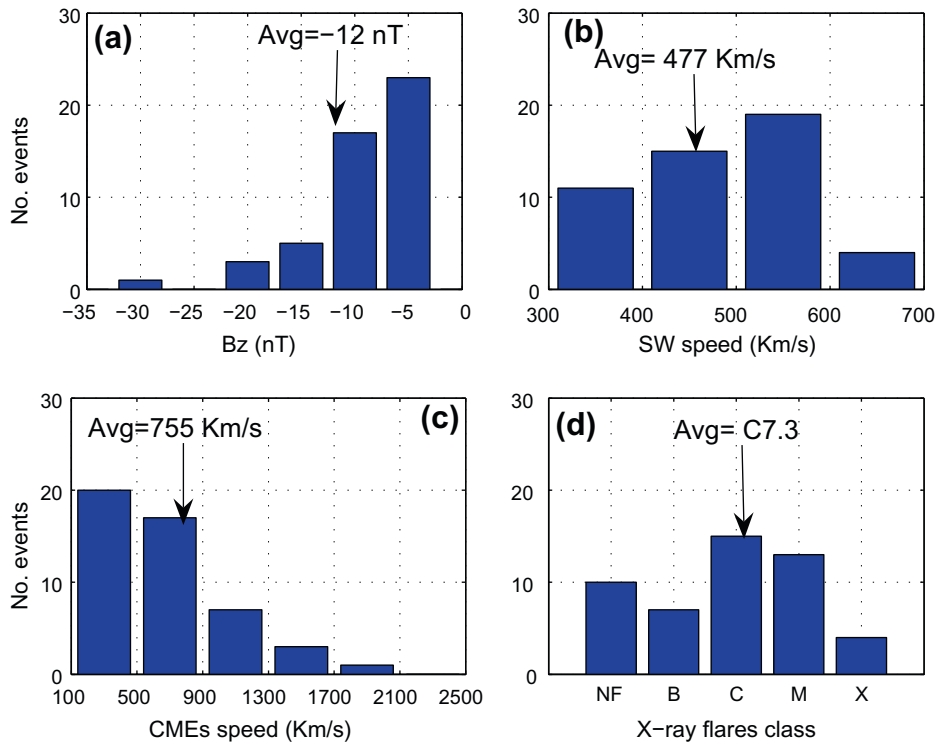 (a)
Avg=−12 nT
No. events
30
20
10
0
−35 −30 −25 −20 −15 −10 −5 0
Bz (nT)
(b)
Avg= 477 Km/s
30
20
10
0
300 400 500 600 700
SW speed (Km/s)
(c)
Avg=755 Km/s
No. events
30
20
10
0
100 500 900 1300 1700 2100 2500
CMEs speed (Km/s)
(d)
Avg= C7.3
30
20
10
0
NF B C M X
X−ray flares class